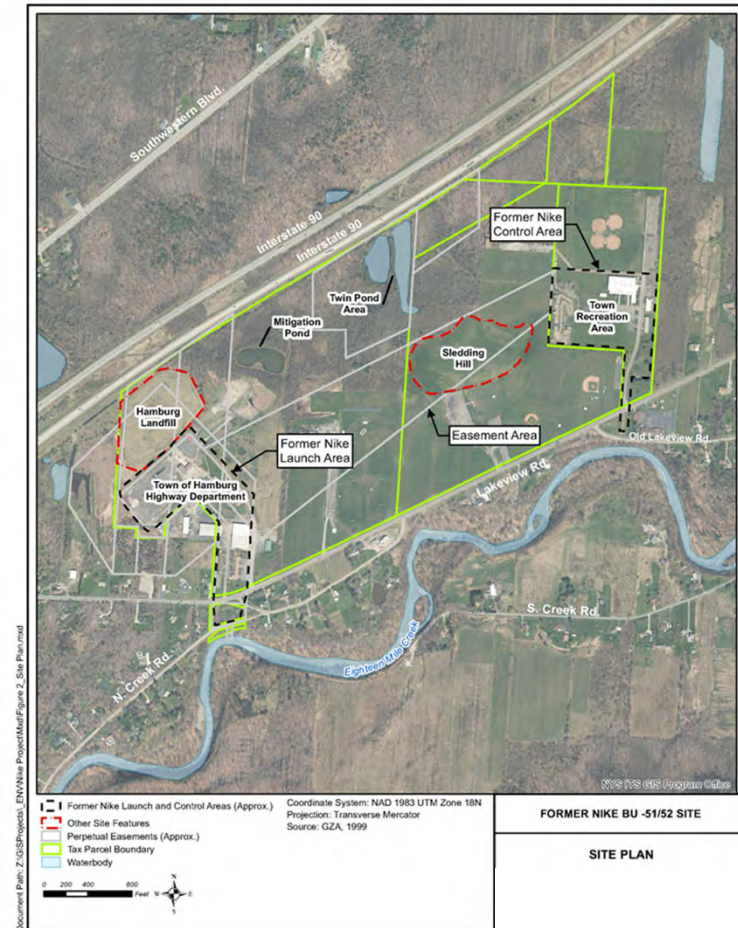 Southwestern Blvd.
Interstate 90
Interstate 90
Former Nike
Control Area
Twin Pond
Area
Mitigation
Pond
Town
Recreation
Area
Sledding
Hill
Hamburg
Landfill
Former Nike
Launch Area
Easement Area
Town of Hamburg
Highway Department
Old Lakeview Rd.
Lakeview Rd.
S. Creek Rd.
Eighteen Mile Creek
N. Creek Rd.
NYS ITS GIS Program Office
Document Path: Z:\GISProjects\_ENV\Nike Project\Mxd\Figure 2_Site Plan.mxd
Former Nike Launch and Control Areas (Approx.)
Other Site Features
Perpetual Easements (Approx.)
Tax Parcel Boundary
Waterbody
Coordinate System: NAD 1983 UTM Zone 18N
Projection: Transverse Mercator
Source: GZA, 1999
0 200 400 800
Feet
N
W E
S
FORMER NIKE BU -51/52 SITE
SITE PLAN